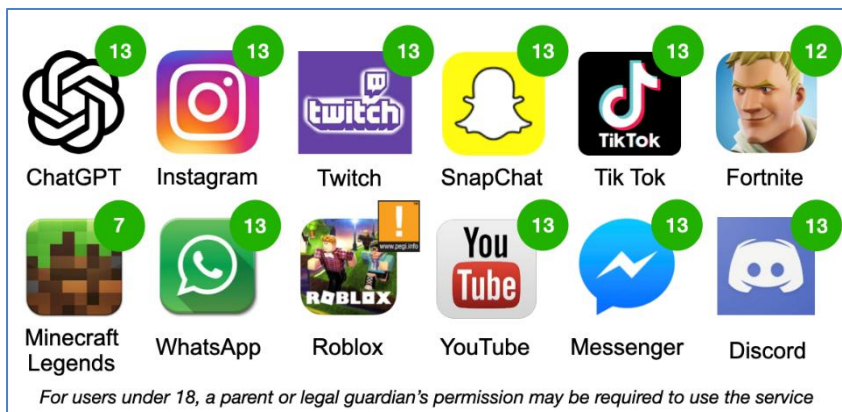 13 13 13 13 13 12
twitch
TikTok
ChatGPT Instagram Twitch SnapChat Tik Tok Fortnite
7 13 ! 13 13 13
www.pegi.info
You
Tube
ROBLOX
Minecraft
Legends WhatsApp Roblox YouTube Messenger Discord
For users under 18, a parent or legal guardian's permission may be required to use the service